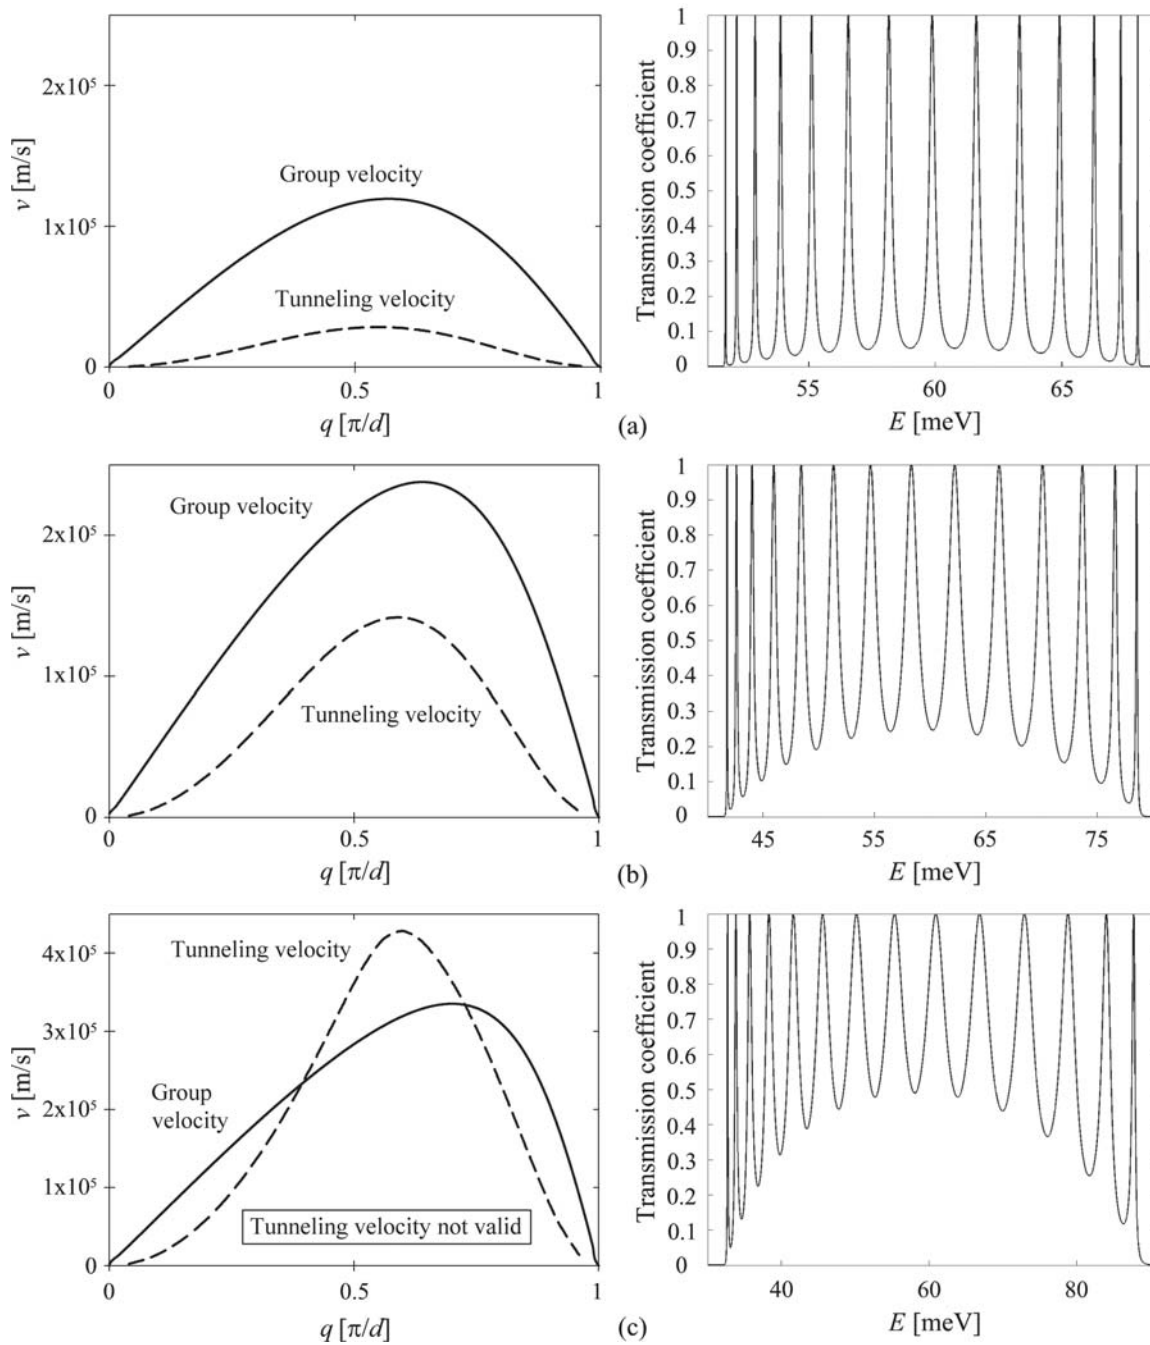 2x10⁵
1x10⁵
0
v [m/s]
Group velocity
Tunneling velocity
0
0.5
1
q [π/d]
(a)
1
0.9
0.8
0.7
0.6
0.5
0.4
0.3
0.2
0.1
0
Transmission coefficient
55
60
65
E [meV]
2x10⁵
1x10⁵
0
v [m/s]
Group velocity
Tunneling velocity
0
0.5
1
q [π/d]
(b)
1
0.9
0.8
0.7
0.6
0.5
0.4
0.3
0.2
0.1
0
Transmission coefficient
45
55
65
75
E [meV]
4x10⁵
3x10⁵
2x10⁵
1x10⁵
0
v [m/s]
Tunneling velocity
Group
velocity
Tunneling velocity not valid
0
0.5
1
q [π/d]
(c)
1
0.9
0.8
0.7
0.6
0.5
0.4
0.3
0.2
0.1
0
Transmission coefficient
40
60
80
E [meV]